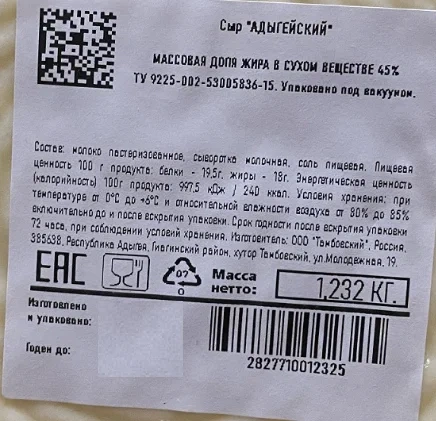 Сыр "АДЫГЕЙСКИЙ"
МАССОВАЯ ДОЛЯ ЖИРА В СУХОМ ВЕЩЕСТВЕ 45%
ТУ 9225-002-53005836-15. Упаковано под вакуумом.
Состав: молоко пастеризованное, сыворотка молочная, соль пищевая. Пищевая
ценность 100 г продукта: белки - 19,5г, жиры - 18г. Энергетическая ценность
(калорийность) 100г продукта: 997,5 кДж / 240 ккал. Условия хранения: при
температуре от 0°С до +6°С и относительной влажности воздуха от 80% до 85%
включительно до и после вскрытия упаковки. Срок годности после вскрытия упаковки
72 часа, при соблюдении условий хранения. Изготовитель: ООО "Тамбовский", Россия,
385638, Республика Адыгея, Гиагинский район, хутор Тамбовский, ул.Молодежная, 19.
ЕАС
07
О
Масса
нетто:
1,232 КГ.
Изготовлено
и упаковано:
Годен до:
2827710012325